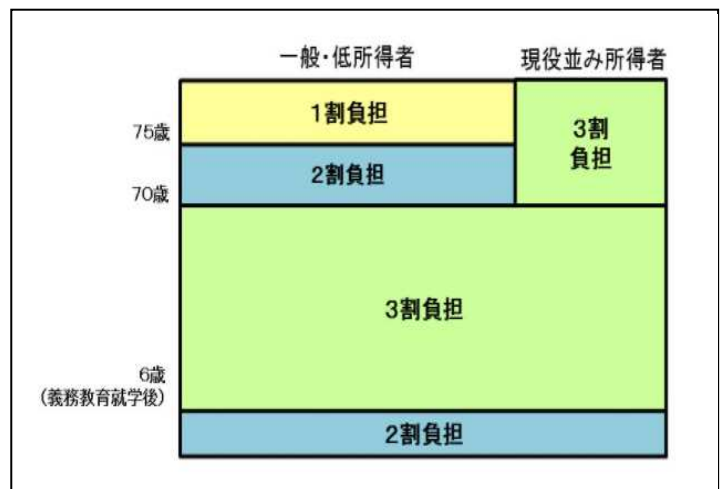 一般・低所得者
現役並み所得者
75歳
1割負担
3割
負担
70歳
2割負担
3割負担
6歳
(義務教育就学後)
2割負担